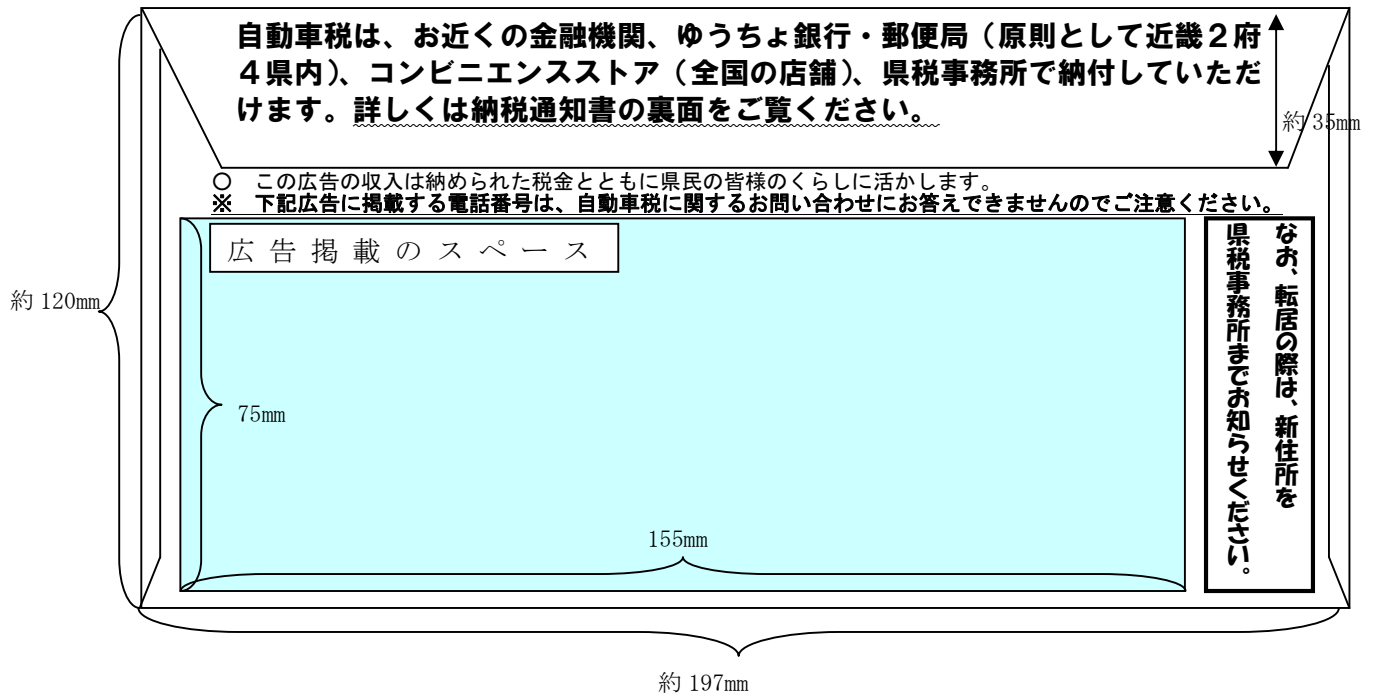 自動車税は、お近くの金融機関、ゆうちょ銀行・郵便局（原則として近畿２府
４県内）、コンビニエンスストア（全国の店舗）、県税事務所で納付していただ
けます。詳しくは納税通知書の裏面をご覧ください。
約 35mm
○　この広告の収入は納められた税金とともに県民の皆様のくらしに活かします。
※　下記広告に掲載する電話番号は、自動車税に関するお問い合わせにお答えできませんのでご注意ください。
広告掲載のスペース
なお、転居の際は、新住所を
県税事務所までお知らせください。
約 120mm
75mm
155mm
約 197mm